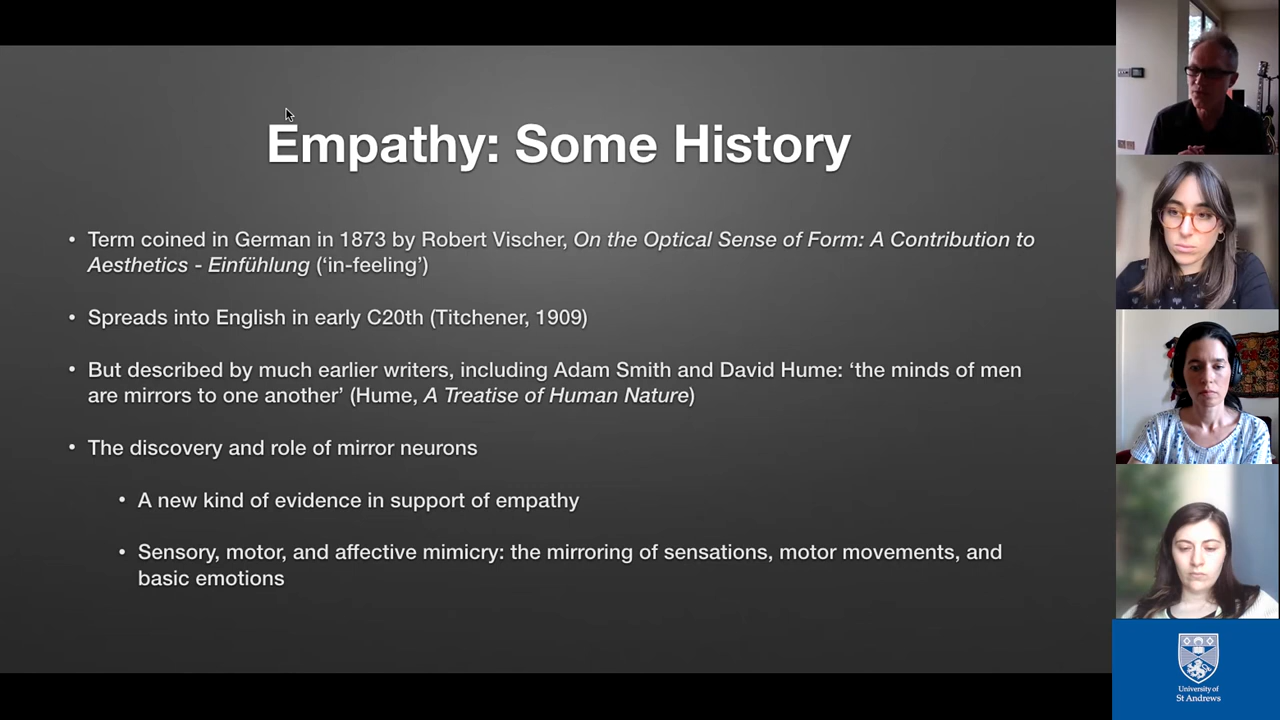 Empathy: Some History
• Term coined in German in 1873 by Robert Vischer, On the Optical Sense of Form: A Contribution to
Aesthetics - Einfühlung (‘in-feeling’)
• Spreads into English in early C20th (Titchener, 1909)
• But described by much earlier writers, including Adam Smith and David Hume: ‘the minds of men
are mirrors to one another’ (Hume, A Treatise of Human Nature)
• The discovery and role of mirror neurons
• A new kind of evidence in support of empathy
• Sensory, motor, and affective mimicry: the mirroring of sensations, motor movements, and
basic emotions
University of
St Andrews